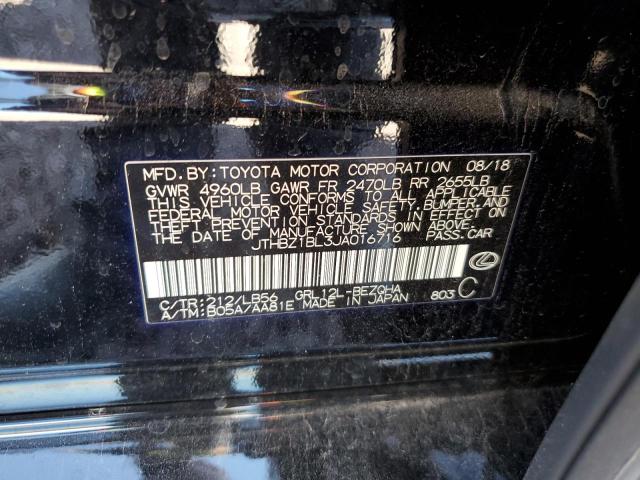 MFD. BY: TOYOTA MOTOR CORPORATION 08/18
GVWR 4960LB GAWR FR 2470LB RR 2655LB
THIS VEHICLE CONFORMS TO ALL APPLICABLE
FEDERAL MOTOR VEHICLE SAFETY, BUMPER, AND
THEFT PREVENTION STANDARDS IN EFFECT ON
THE DATE OF MANUFACTURE SHOWN ABOVE.
JTHBZ1BL3JA016716 PASS-CAR
C/TR: 212/LB56 GRL12L-BEZQHA
A/TM: B05A/AA81E MADE IN JAPAN 803 C